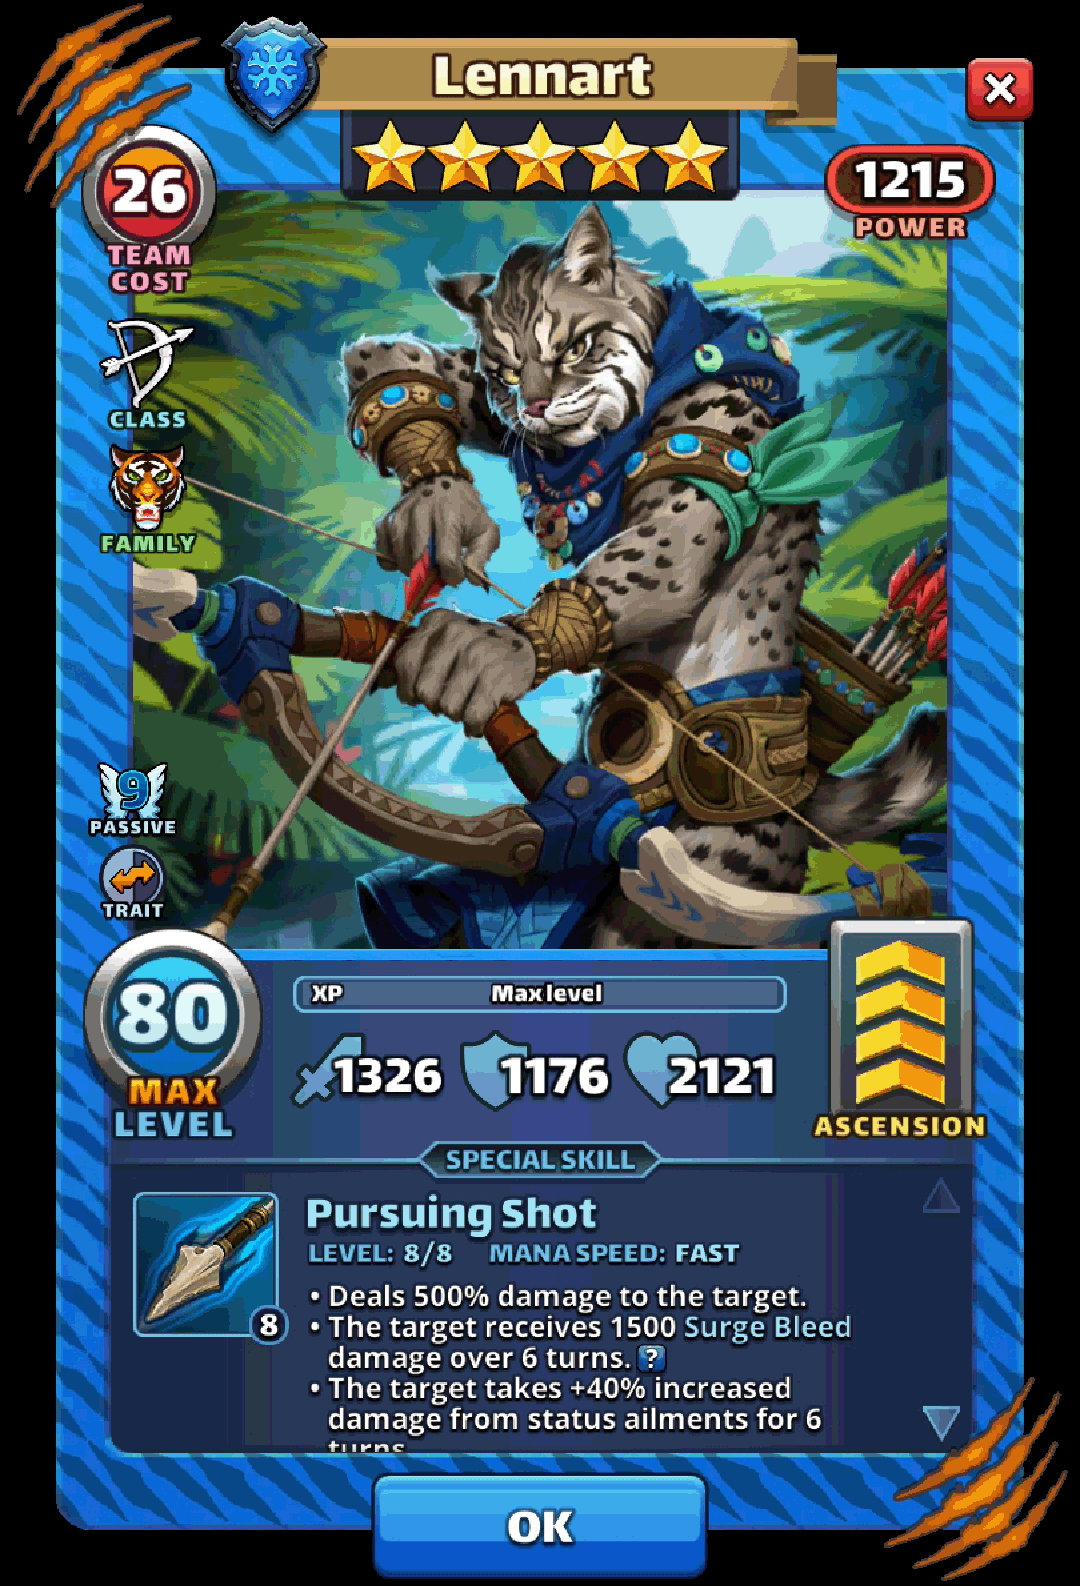 Lennart
26
TEAM
COST
1215
POWER
CLASS
FAMILY
9
PASSIVE
TRAIT
80
MAX
LEVEL
XP Max level
1326 1176 2121
ASCENSION
SPECIAL SKILL
Pursuing Shot
LEVEL: 8/8 MANA SPEED: FAST
8
• Deals 500% damage to the target.
• The target receives 1500 Surge Bleed
damage over 6 turns. ?
• The target takes +40% increased
damage from status ailments for 6
turns
OK